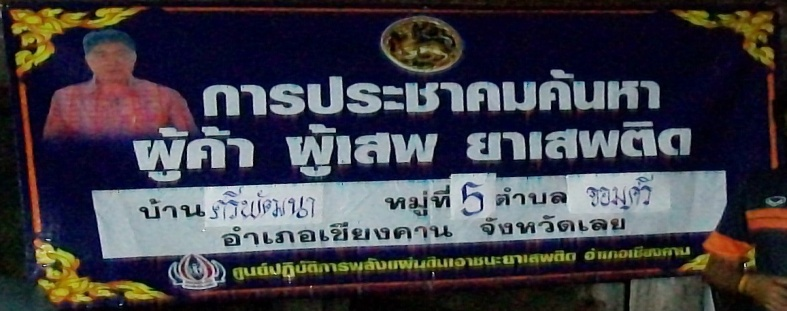 การประชาคมค้นหา
ผู้ค้า ผู้เสพ ยาเสพติด
บ้าน ศรีพัฒนา หมู่ที่ 5 ตำบล จอมศรี
อำเภอเชียงคาน จังหวัดเลย
ศูนย์ปฏิบัติการพลังแผ่นดินเอาชนะยาเสพติด อำเภอเชียงคาน